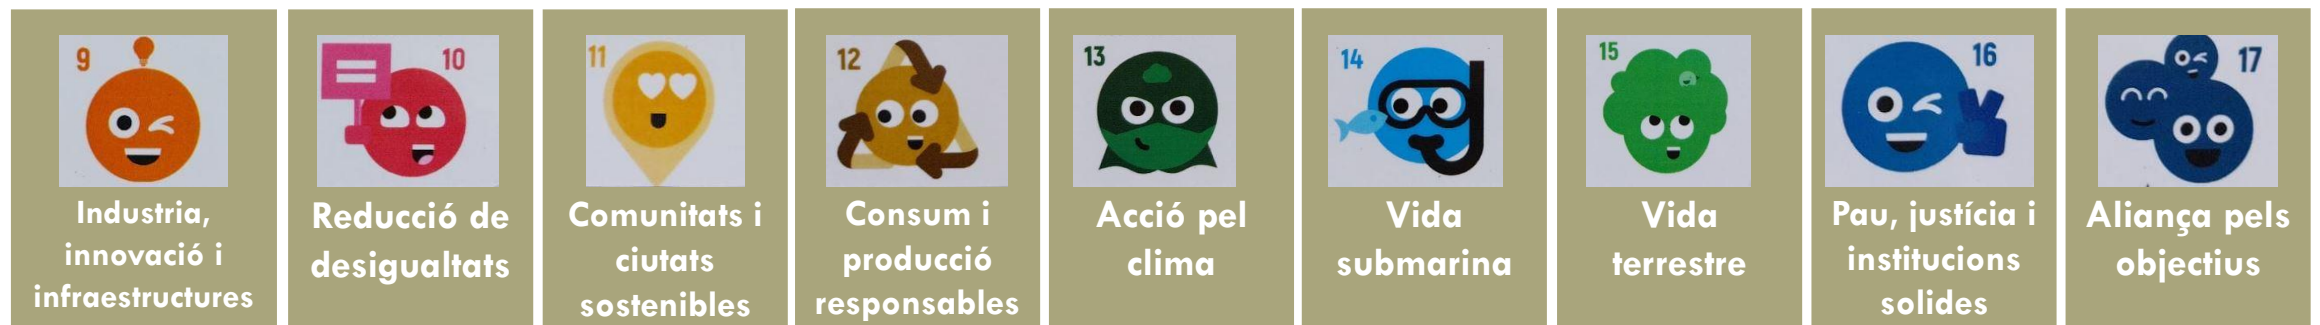 9
Industria,
innovació i
infraestructures
10
Reducció de
desigualtats
11
Comunitats i
ciutats
sostenibles
12
Consum i
producció
responsables
13
Acció pel
clima
14
Vida
submarina
15
Vida
terrestre
16
Pau, justícia i
institucions
solides
17
Aliança pels
objectius